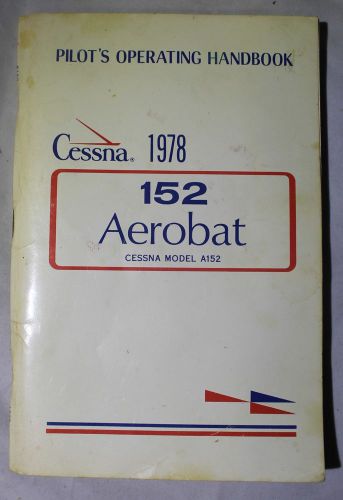 PILOT'S OPERATING HANDBOOK
Cessna® 1978
152
Aerobat
CESSNA MODEL A152